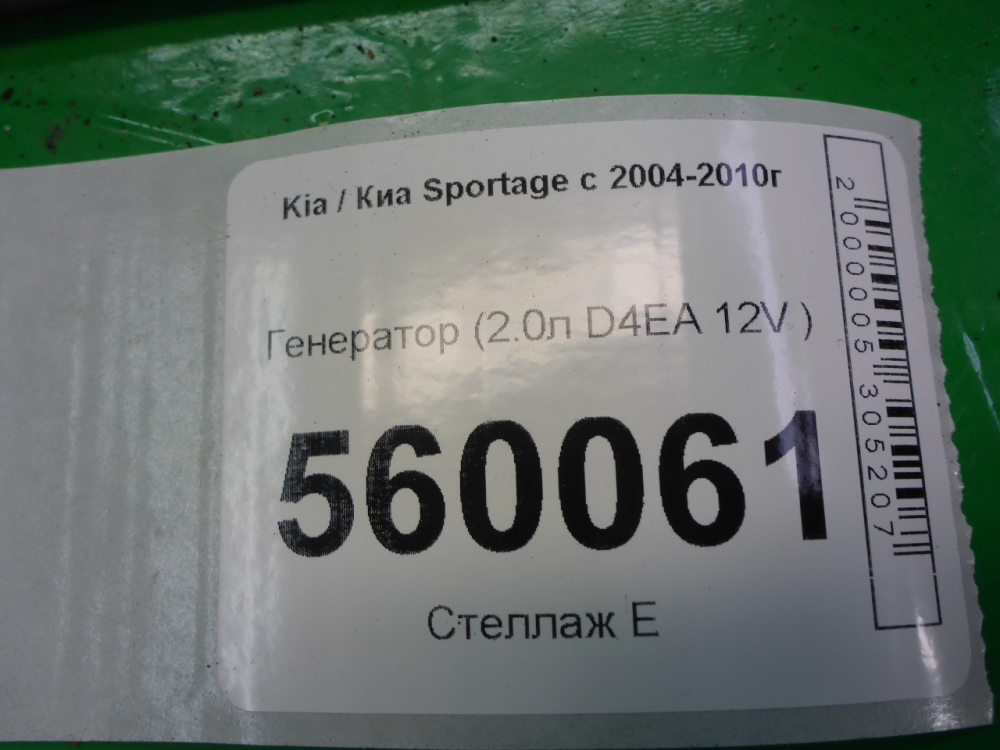 Kia / Киа Sportage с 2004-2010г
Генератор (2.0л D4EA 12V )
560061
Стеллаж Е
2000005305207